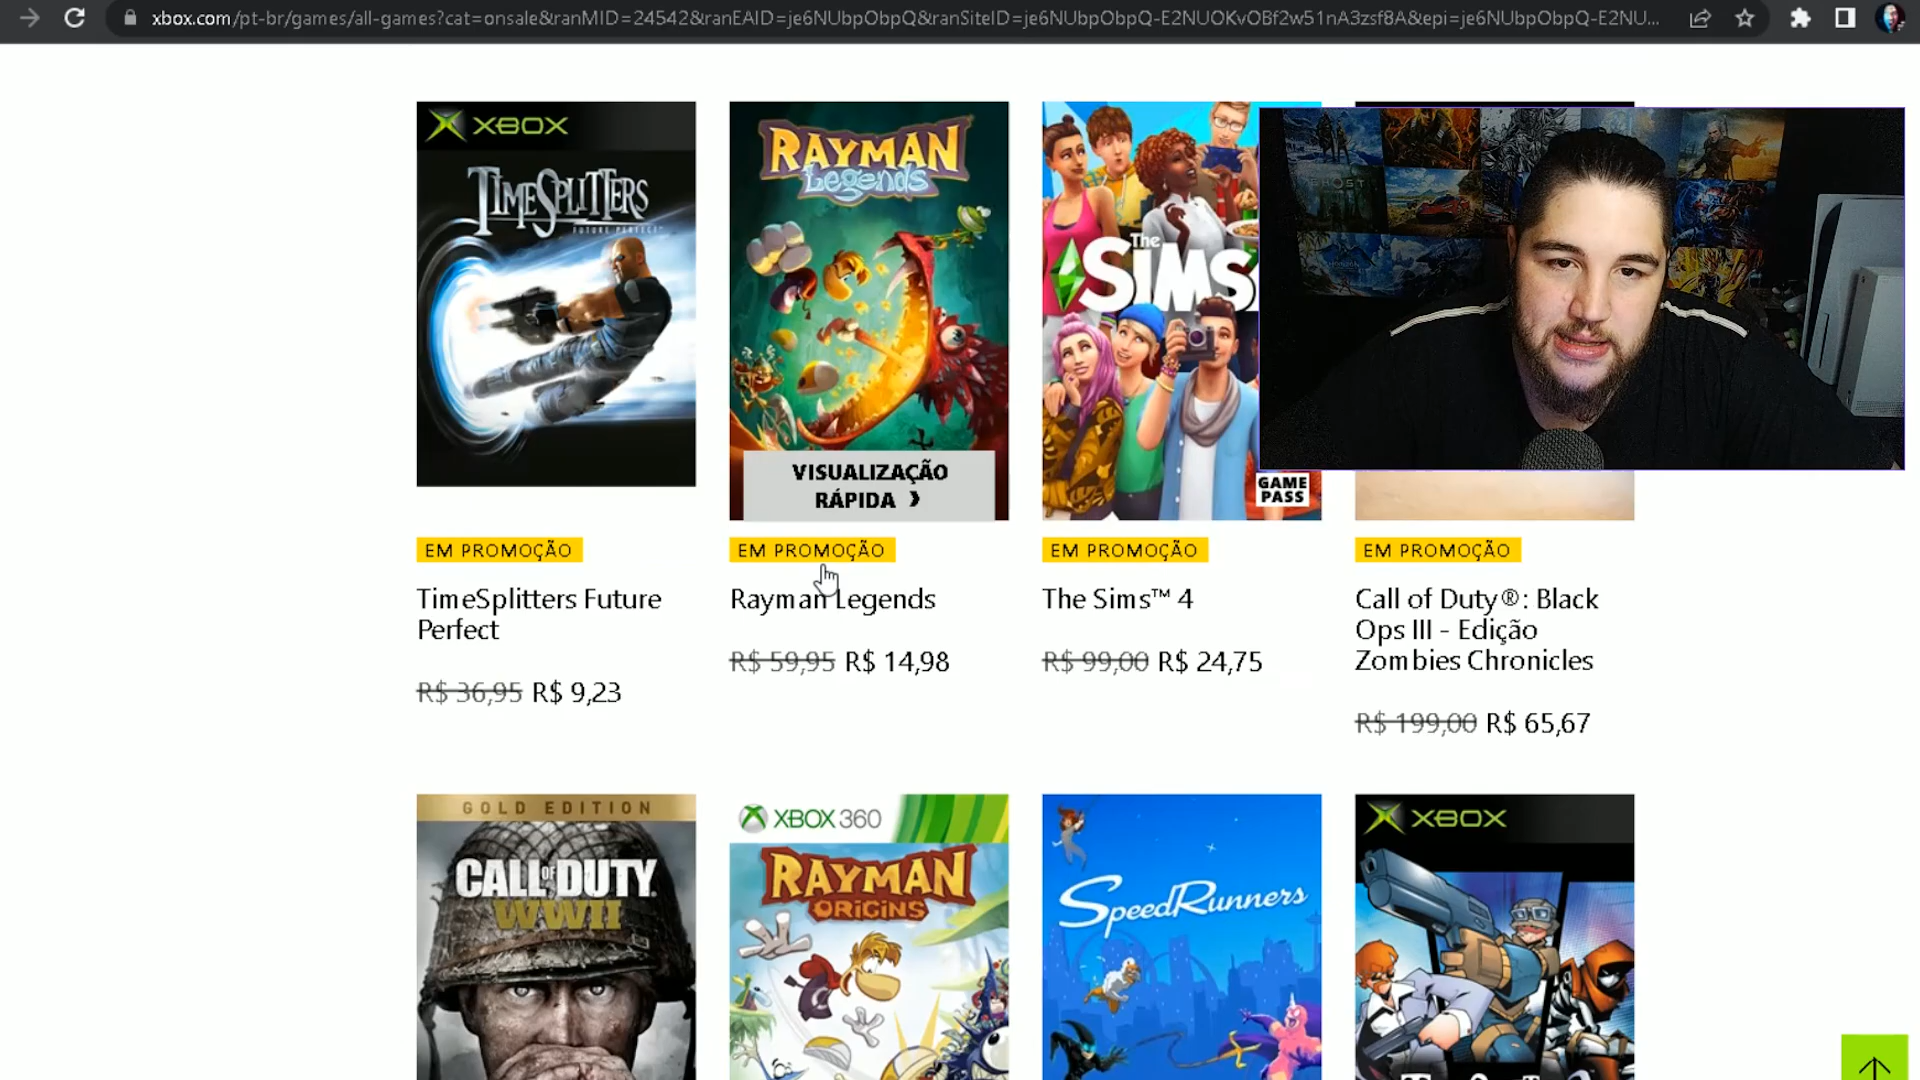 xbox.com/pt-br/games/all-games?cat=onsale&ranMID=24542&ranEAID=je6NUbpObpQ&ranSiteID=je6NUbpObpQ-E2NUOKvOBf2w51nA3zsf8A&epi=je6NUbpObpQ-E2NU...
XBOX
TIMESPLITTERS
FUTURE PERFECT
RAYMAN
Legends
VISUALIZAÇÃO
RÁPIDA ❯
The
SiMS
GAME
PASS
EM PROMOÇÃO
EM PROMOÇÃO
EM PROMOÇÃO
EM PROMOÇÃO
TimeSplitters Future
Perfect
R$ 36,95 R$ 9,23
Rayman Legends
R$ 59,95 R$ 14,98
The Sims™ 4
R$ 99,00 R$ 24,75
Call of Duty®: Black
Ops III - Edição
Zombies Chronicles
R$ 199,00 R$ 65,67
GOLD EDITION
CALL OF DUTY
WWII
XBOX 360
RAYMAN
ORIGINS
SpeedRunners
XBOX